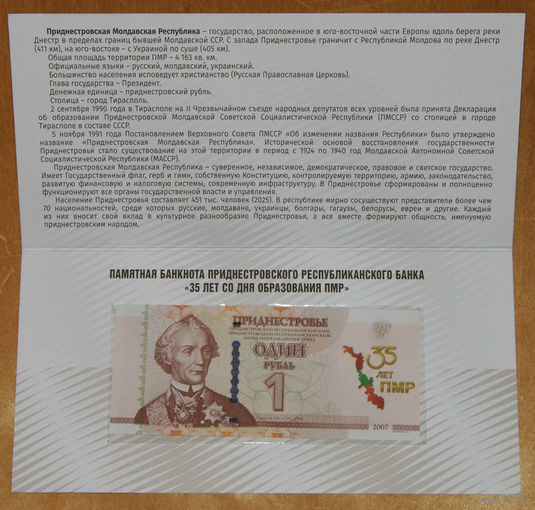 Приднестровская Молдавская Республика – государство, расположенное в юго-восточной части Европы вдоль берега реки
Днестр в пределах границ бывшей Молдавской ССР. С запада Приднестровье граничит с Республикой Молдова по реке Днестр
(411 км), на юго-востоке – с Украиной по суше (405 км).
Общая площадь территории ПМР – 4 163 кв. км.
Официальные языки – русский, молдавский, украинский.
Большинство населения исповедует христианство (Русская Православная Церковь).
Глава государства – Президент.
Денежная единица – приднестровский рубль.
Столица – город Тирасполь.
2 сентября 1990 года в Тирасполе на II Чрезвычайном съезде народных депутатов всех уровней была принята Декларация
об образовании Приднестровской Молдавской Советской Социалистической Республики (ПМССР) со столицей в городе
Тирасполе в составе СССР.
5 ноября 1991 года Постановлением Верховного Совета ПМССР «Об изменении названия Республики» было утверждено
название «Приднестровская Молдавская Республика». Исторической основой восстановления государственности
Приднестровья стало существование на этой территории в период с 1924 по 1940 год Молдавской Автономной Советской
Социалистической Республики (МАССР).
Приднестровская Молдавская Республика – суверенное, независимое, демократическое, правовое и светское государство.
Имеет Государственный флаг, герб и гимн, собственную Конституцию, контролируемую территорию, армию, законодательство,
развитую финансовую и налоговую системы, современную инфраструктуру. В Приднестровье сформированы и полноценно
функционируют все органы государственной власти и управления.
Население Приднестровья составляет 451 тыс. человек (2025). В республике мирно сосуществуют представители более чем
70 национальностей, среди которых русские, молдаване, украинцы, болгары, гагаузы, белорусы, евреи и другие. Каждый
из них вносит свой вклад в культурное разнообразие Приднестровья, а все вместе формируют общность, именуемую
приднестровским народом.
ПАМЯТНАЯ БАНКНОТА ПРИДНЕСТРОВСКОГО РЕСПУБЛИКАНСКОГО БАНКА
«35 ЛЕТ СО ДНЯ ОБРАЗОВАНИЯ ПМР»
ПРИДНЕСТРОВЬЕ
ПРИДНЕСТРОВСКИЙ РЕСПУБЛИКАНСКИЙ БАНК
ОДИН
РУБЛЬ
1
35
ЛЕТ
ПМР
2007